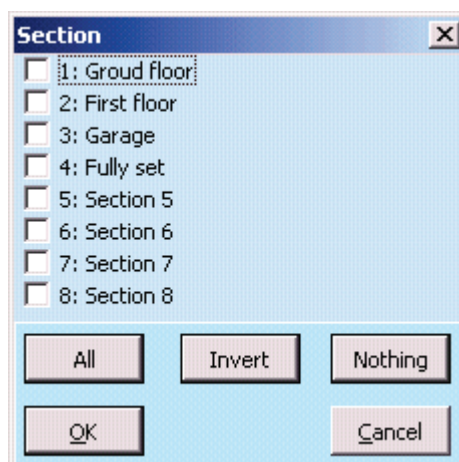 Section
1: Groud floor
2: First floor
3: Garage
4: Fully set
5: Section 5
6: Section 6
7: Section 7
8: Section 8
All Invert Nothing
OK Cancel